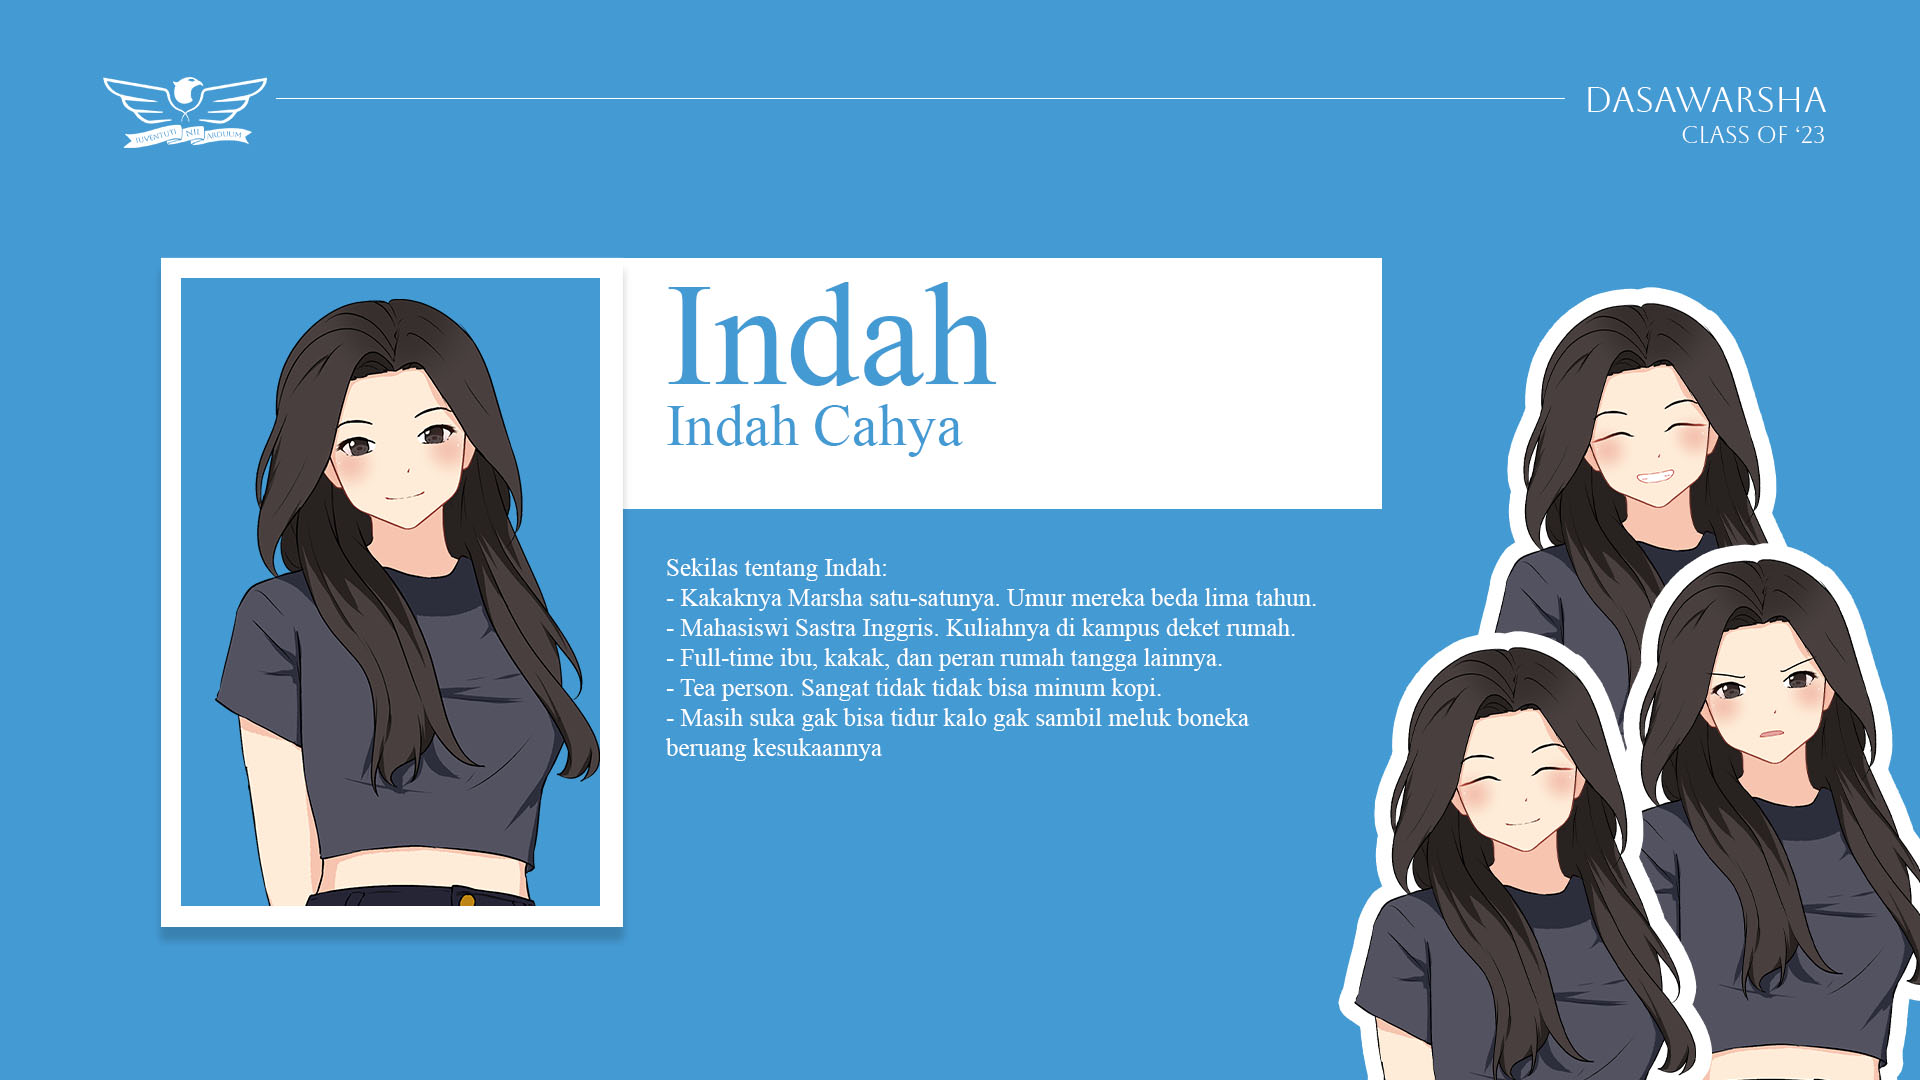 IUVENTUTI NIL ARDUUM
DASAWARSHA
CLASS OF ‘23
Indah
Indah Cahya
Sekilas tentang Indah:
- Kakaknya Marsha satu-satunya. Umur mereka beda lima tahun.
- Mahasiswi Sastra Inggris. Kuliahnya di kampus deket rumah.
- Full-time ibu, kakak, dan peran rumah tangga lainnya.
- Tea person. Sangat tidak tidak bisa minum kopi.
- Masih suka gak bisa tidur kalo gak sambil meluk boneka
beruang kesukaannya